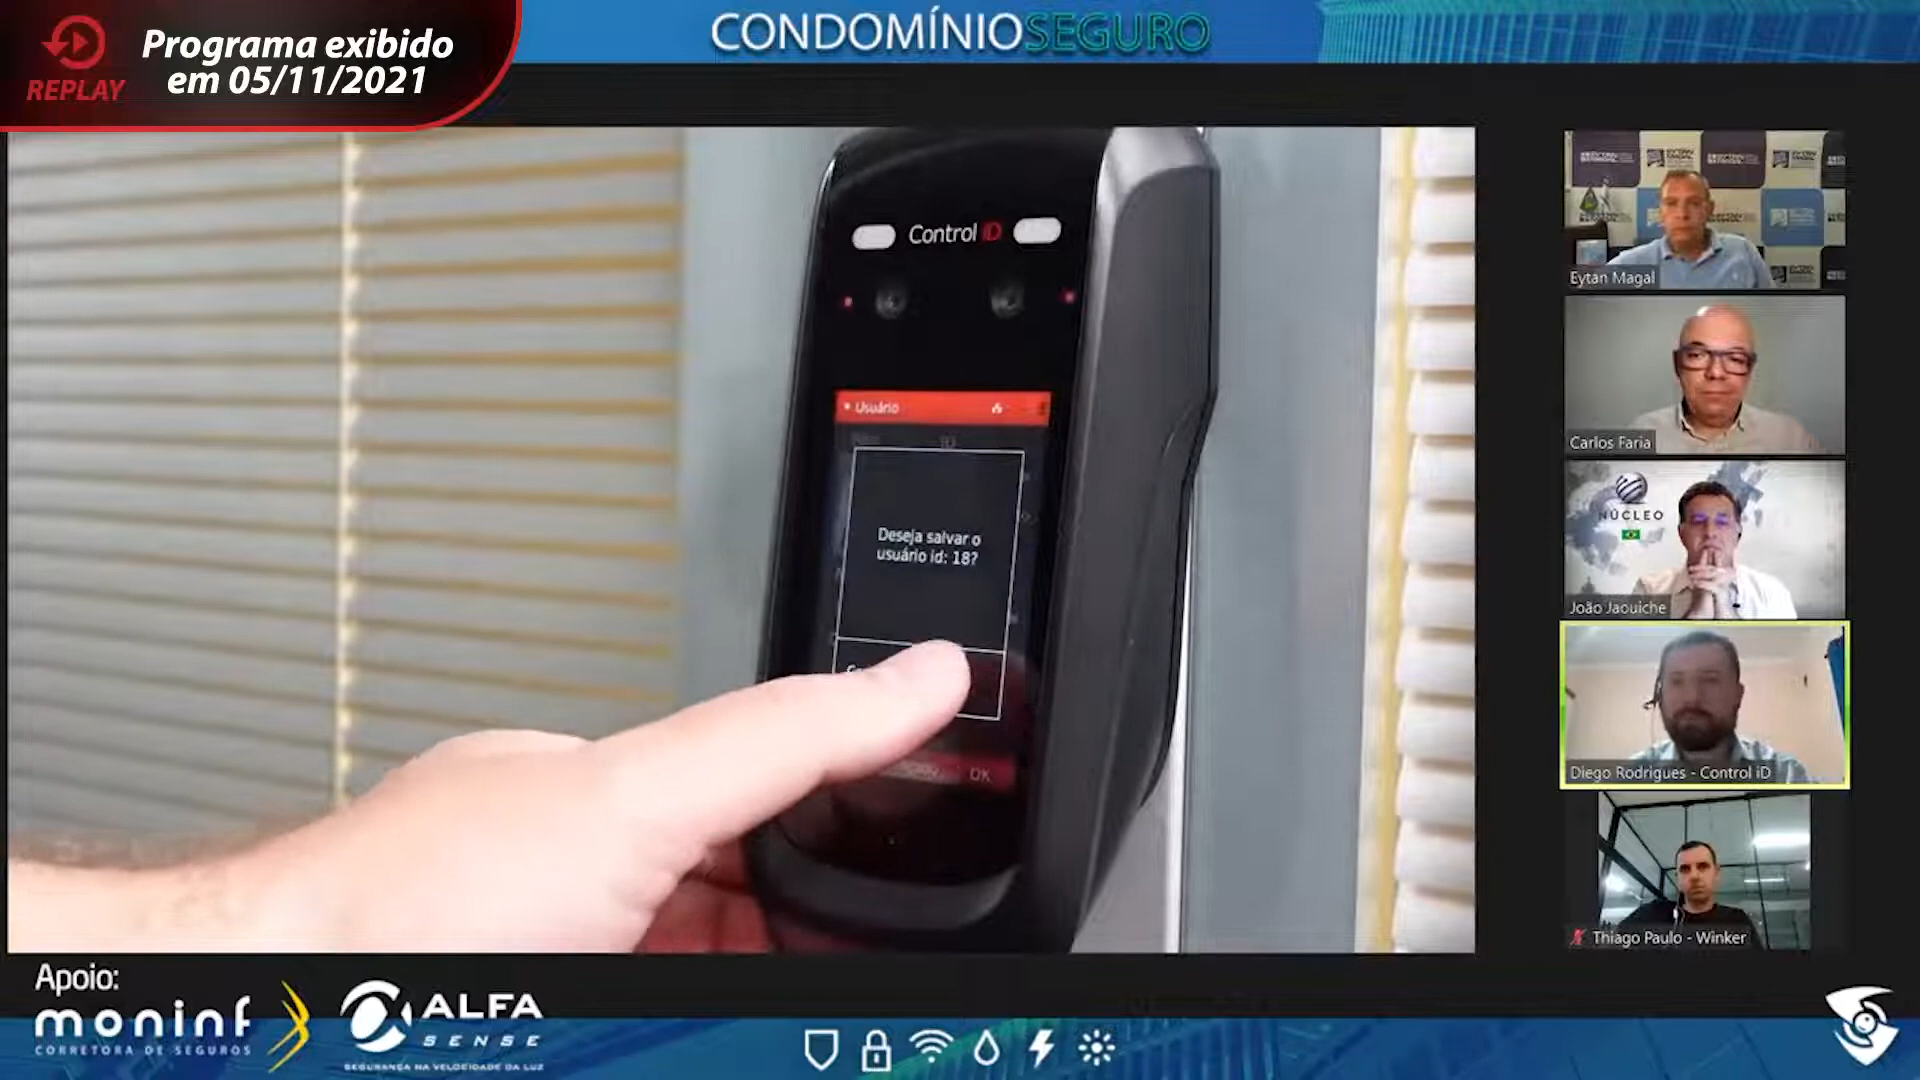 REPLAY
Programa exibido
em 05/11/2021
CONDOMÍNIOSEGURO
Control iD
Usuário
Deseja salvar o
usuário id: 18?
OK
EYTAN
MAGAL
Eytan Magal
Carlos Faria
NÚCLEO
João Jaouiche
Diego Rodrigues - Control iD
Thiago Paulo - Winker
Apoio:
moninf
CORRETORA DE SEGUROS
ALFA
SENSE
SEGURANÇA NA VELOCIDADE DA LUZ